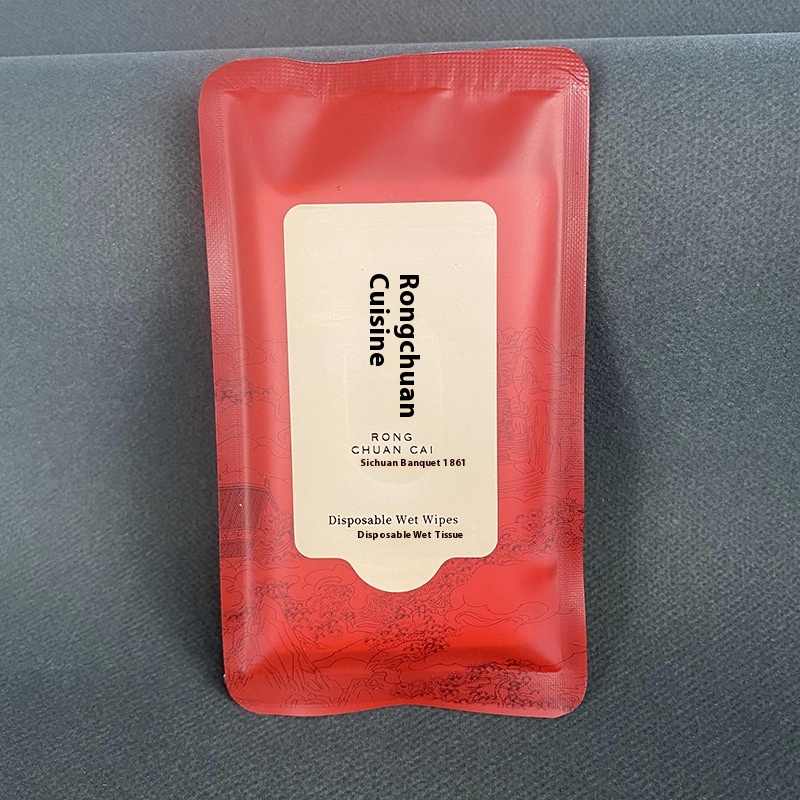 Rongchuan
Cuisine
RONG
CHUAN CAI
Sichuan Banquet 1861
Disposable Wet Wipes
Disposable Wet Tissue